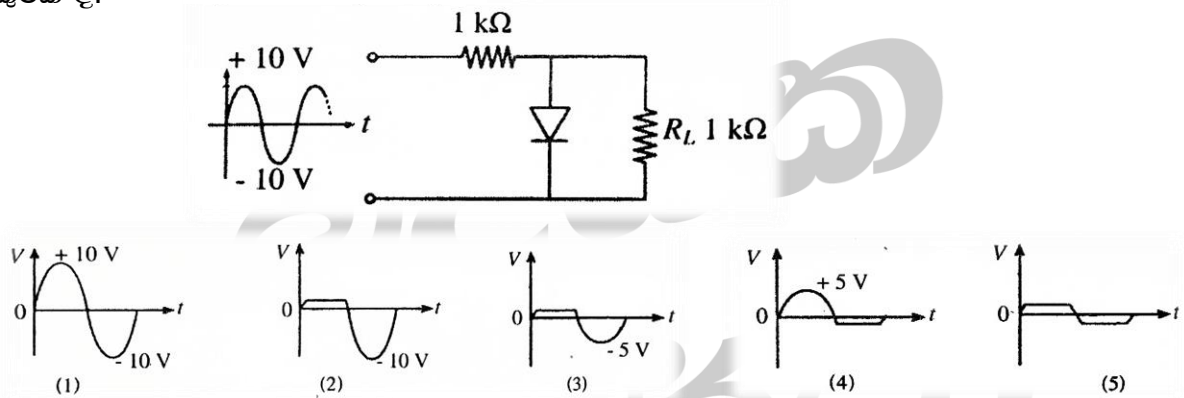 1 kΩ
+ 10 V
t
- 10 V
R_L 1 kΩ
V + 10 V
0 t
- 10 V
(1)
V
0 t
- 10 V
(2)
V
0 t
- 5 V
(3)
V
+ 5 V
0 t
(4)
V
0 t
(5)